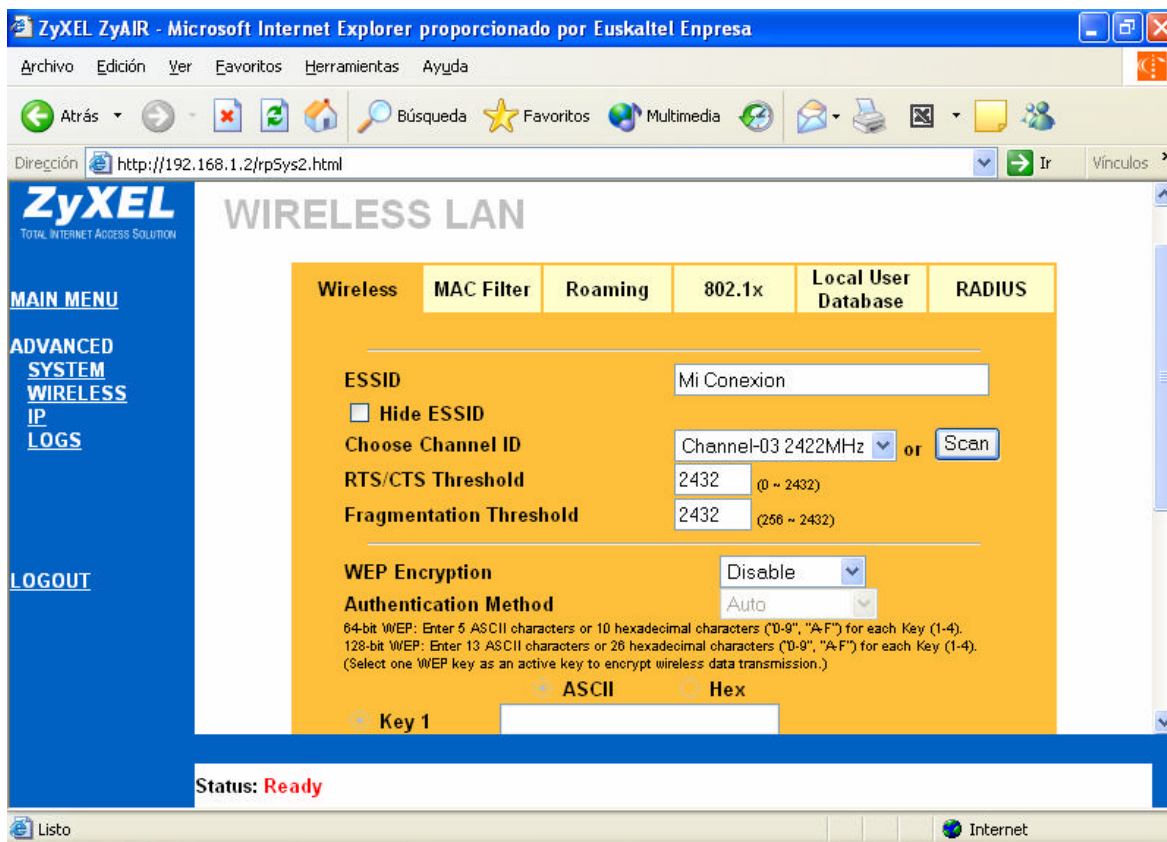 ZyXEL ZyAIR - Microsoft Internet Explorer proporcionado por Euskaltel Enpresa
Archivo Edición Ver Favoritos Herramientas Ayuda
Atrás Búsqueda Favoritos Multimedia
Dirección http://192.168.1.2/rpSys2.html Ir Vínculos »
ZyXEL
TOTAL INTERNET ACCESS SOLUTION
WIRELESS LAN
MAIN MENU
ADVANCED
SYSTEM
WIRELESS
IP
LOGS
LOGOUT
Wireless MAC Filter Roaming 802.1x Local User Database RADIUS
ESSID Mi Conexion
Hide ESSID
Choose Channel ID Channel-03 2422MHz or Scan
RTS/CTS Threshold 2432 (0 ~ 2432)
Fragmentation Threshold 2432 (256 ~ 2432)
WEP Encryption Disable
Authentication Method Auto
64-bit WEP: Enter 5 ASCII characters or 10 hexadecimal characters ("0-9", "A-F") for each Key (1-4).
128-bit WEP: Enter 13 ASCII characters or 26 hexadecimal characters ("0-9", "A-F") for each Key (1-4).
(Select one WEP key as an active key to encrypt wireless data transmission.)
ASCII Hex
Key 1
Status: Ready
Listo Internet